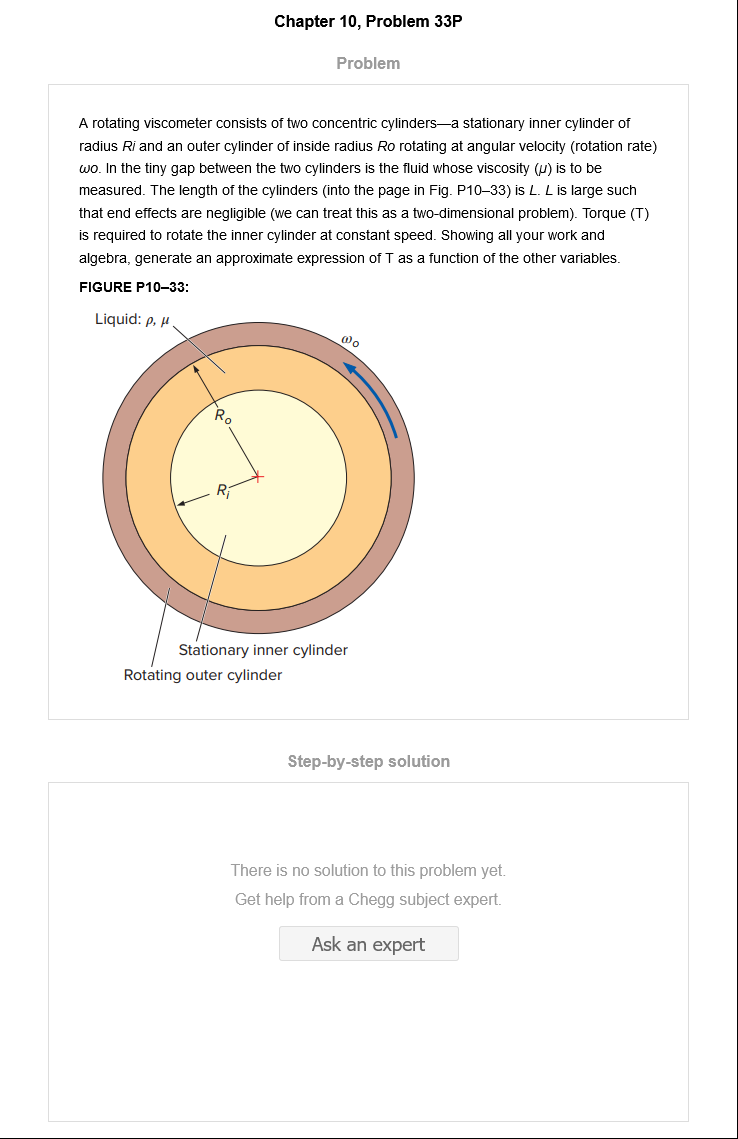 Chapter 10, Problem 33P
Problem
A rotating viscometer consists of two concentric cylinders—a stationary inner cylinder of
radius Ri and an outer cylinder of inside radius Ro rotating at angular velocity (rotation rate)
ωo. In the tiny gap between the two cylinders is the fluid whose viscosity (μ) is to be
measured. The length of the cylinders (into the page in Fig. P10–33) is L. L is large such
that end effects are negligible (we can treat this as a two-dimensional problem). Torque (T)
is required to rotate the inner cylinder at constant speed. Showing all your work and
algebra, generate an approximate expression of T as a function of the other variables.
FIGURE P10–33:
Liquid: ρ, μ
ωo
Ro
Ri
Stationary inner cylinder
Rotating outer cylinder
Step-by-step solution
There is no solution to this problem yet.
Get help from a Chegg subject expert.
Ask an expert